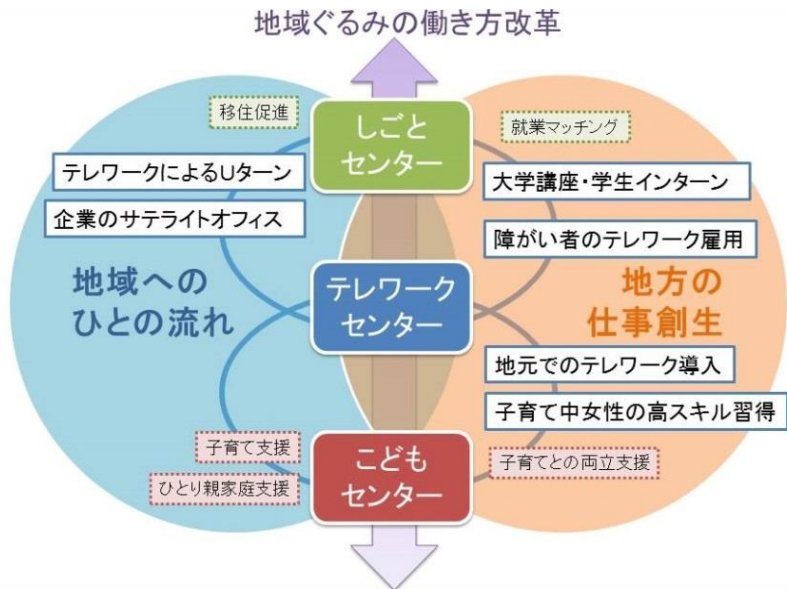 地域ぐるみの働き方改革
移住促進
しごと
センター
就業マッチング
テレワークによるUターン
企業のサテライトオフィス
大学講座・学生インターン
障がい者のテレワーク雇用
地域への
ひとの流れ
テレワーク
センター
地方の
仕事創生
地元でのテレワーク導入
子育て中女性の高スキル習得
子育て支援
ひとり親家庭支援
こども
センター
子育てとの両立支援